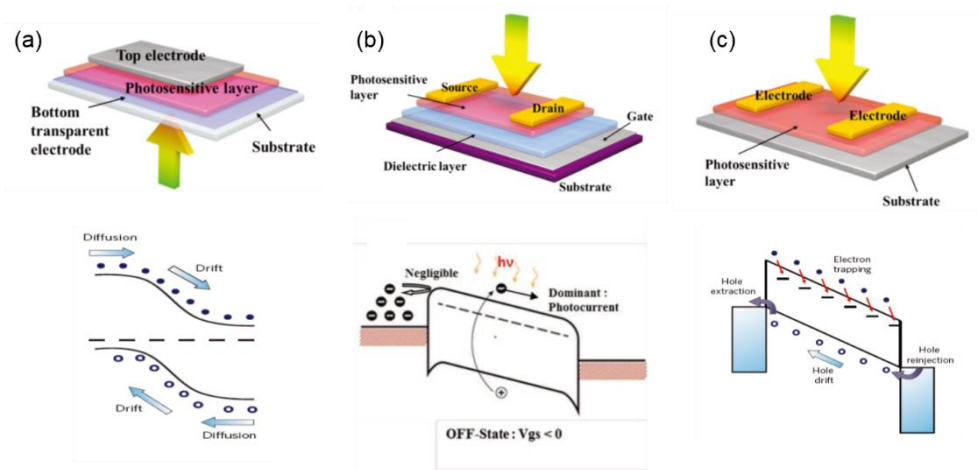 (a)
Top electrode
Photosensitive layer
Bottom
transparent
electrode
Substrate
(b)
Photosensitive
layer
Source
Drain
Gate
Dielectric layer
Substrate
(c)
Electrode
Electrode
Photosensitive
layer
Substrate
Diffusion
Drift
Drift
Diffusion
hν
Negligible
Dominant :
Photocurrent
OFF-State : Vgs < 0
Electron
trapping
Hole
extraction
Hole
reinjection
Hole
drift